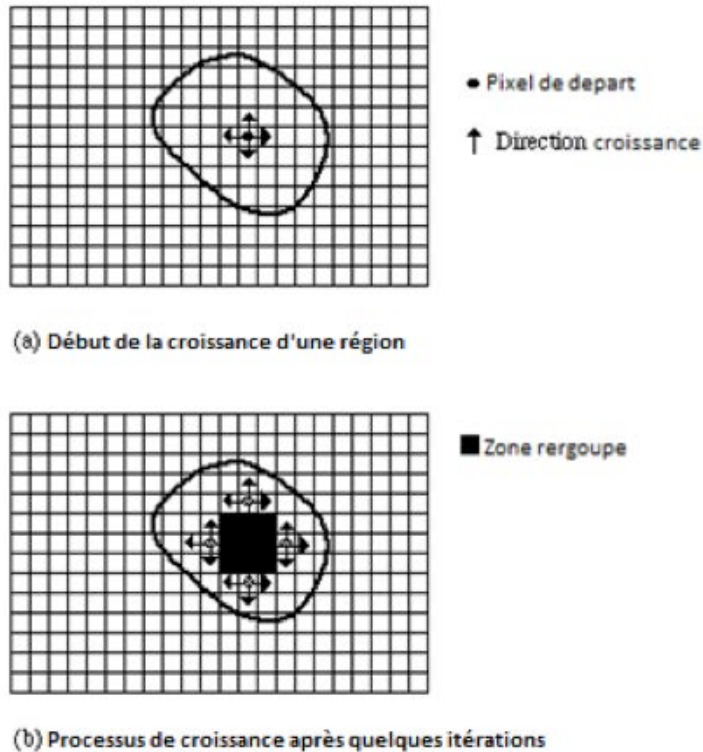 Pixel de depart
Direction croissance
(a) Début de la croissance d'une région
Zone rergoupe
(b) Processus de croissance après quelques itérations